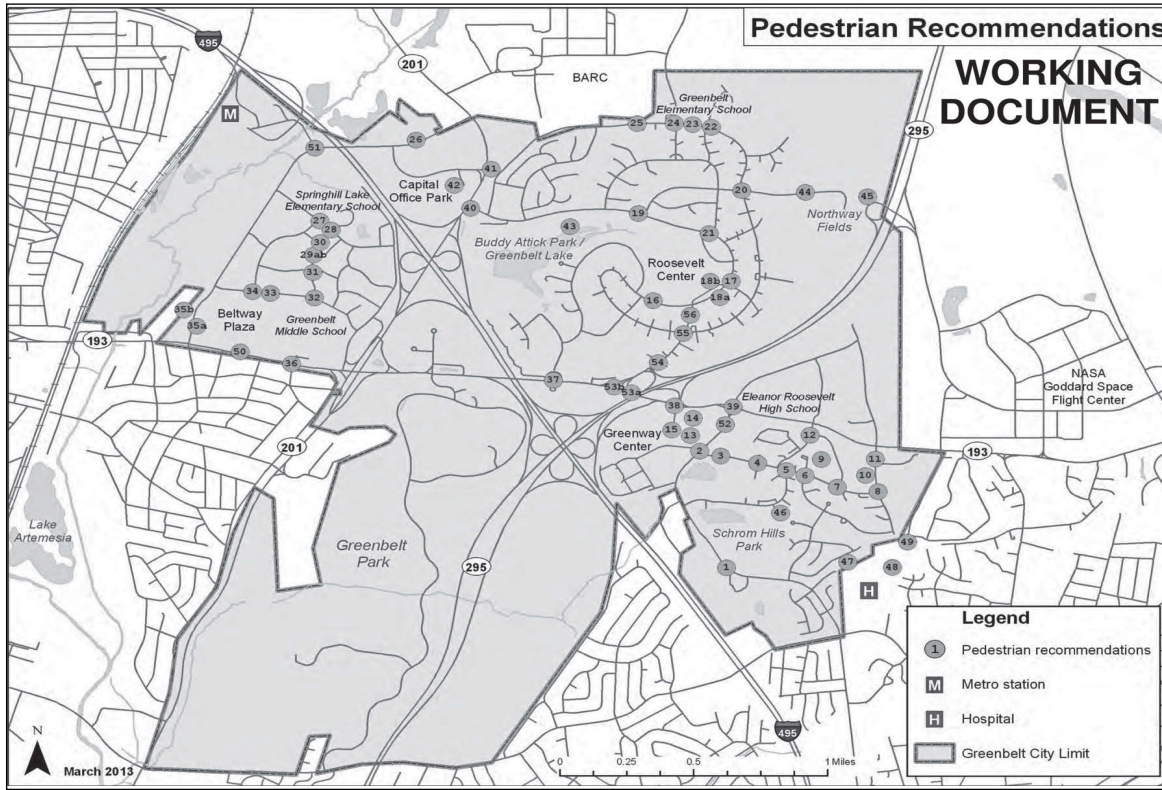 Pedestrian Recommendations
WORKING
DOCUMENT
495
201
BARC
Greenbelt
Elementary School
295
M
25
24
23
22
26
51
41
Capital
Office Park
42
40
Springhill Lake
Elementary School
27
28
30
29ab
31
32
34
33
20
44
45
Northway
Fields
19
43
21
Buddy Attick Park /
Greenbelt Lake
Roosevelt
Center
18b
17
18a
16
56
55
54
35b
35a
Beltway
Plaza
Greenbelt
Middle School
193
50
36
37
53b
53a
NASA
Goddard Space
Flight Center
Eleanor Roosevelt
High School
38
39
14
15
13
52
Greenway
Center
2
3
4
5
6
12
9
7
11
10
8
193
201
46
Schrom Hills
Park
1
47
49
48
H
Lake
Artemesia
Greenbelt
Park
295
495
Legend
1
Pedestrian recommendations
M
Metro station
H
Hospital
Greenbelt City Limit
N
March 2013
0 0.25 0.5 1 Miles